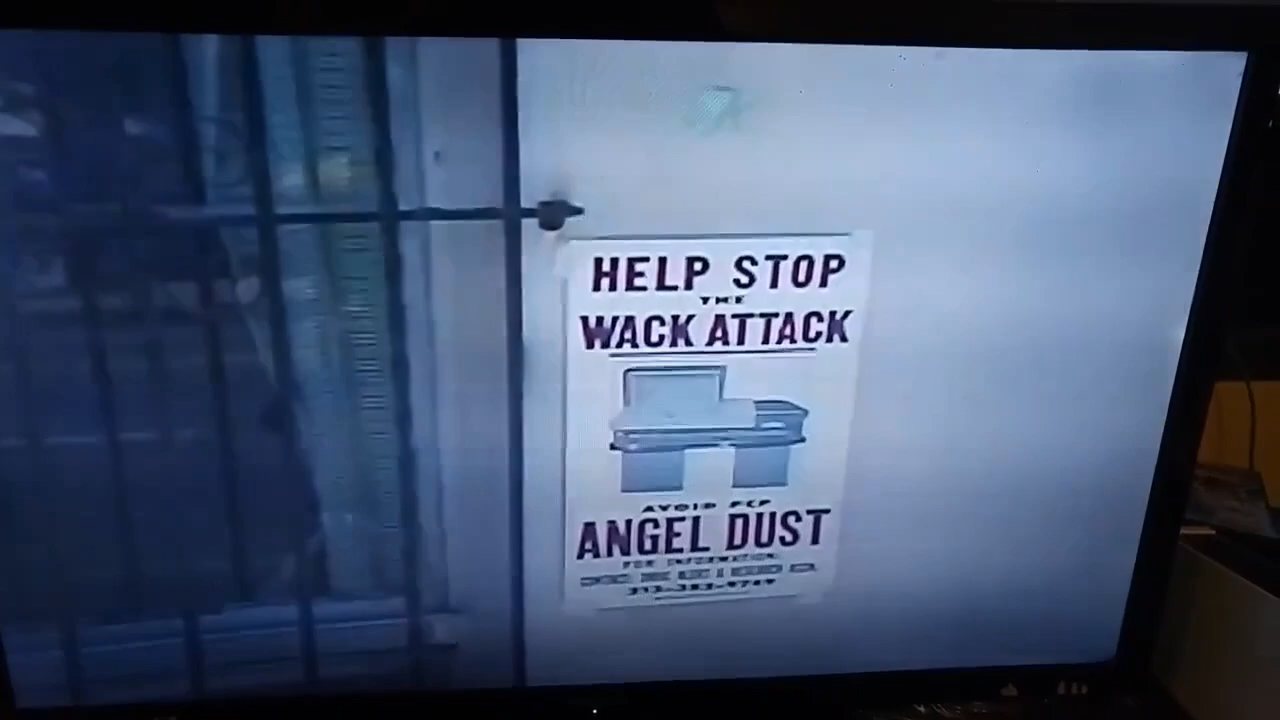 HELP STOP
THE
WACK ATTACK
AVOID PCP
ANGEL DUST
FOR INFORMATION